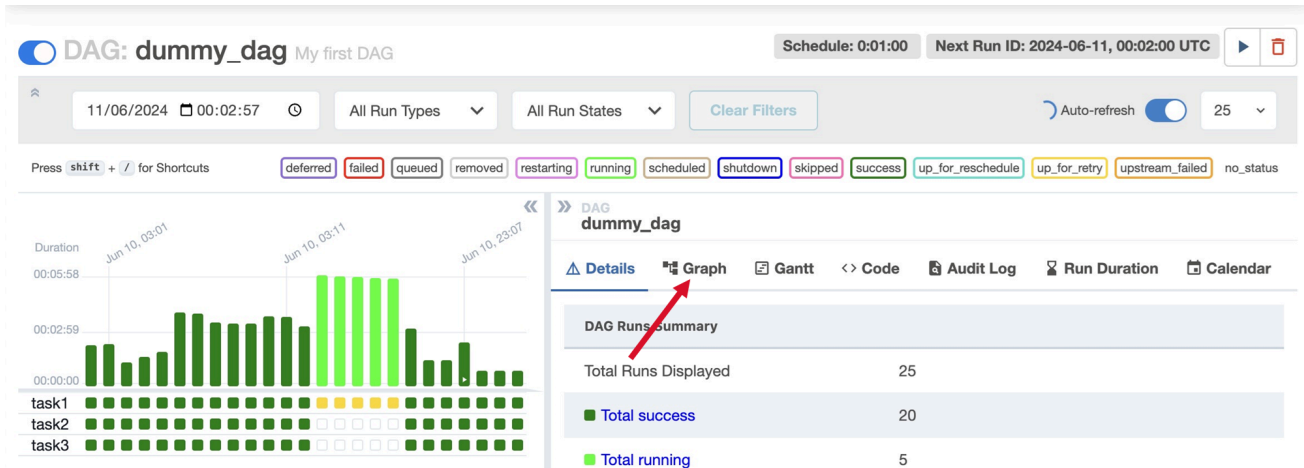 DAG: dummy_dag My first DAG
Schedule: 0:01:00
Next Run ID: 2024-06-11, 00:02:00 UTC
11/06/2024 00:02:57
All Run Types
All Run States
Clear Filters
Auto-refresh
25
Press shift + / for Shortcuts
deferred
failed
queued
removed
restarting
running
scheduled
shutdown
skipped
success
up_for_reschedule
up_for_retry
upstream_failed
no_status
Duration
Jun 10, 03:01
Jun 10, 03:11
Jun 10, 23:07
00:05:58
00:02:59
00:00:00
task1
task2
task3
DAG
dummy_dag
Details
Graph
Gantt
<> Code
Audit Log
Run Duration
Calendar
DAG Runs Summary
Total Runs Displayed 25
Total success 20
Total running 5